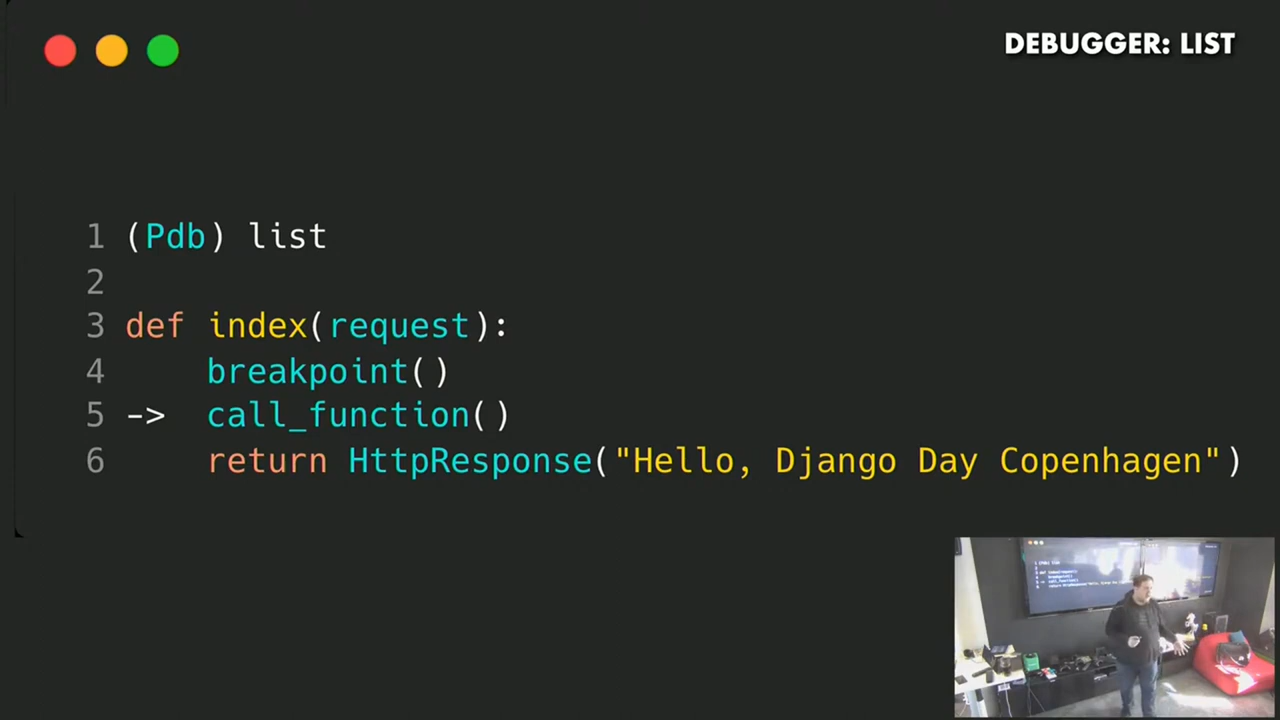 DEBUGGER: LIST
1 (Pdb) list
2
3 def index(request):
4     breakpoint()
5 ->  call_function()
6     return HttpResponse("Hello, Django Day Copenhagen")